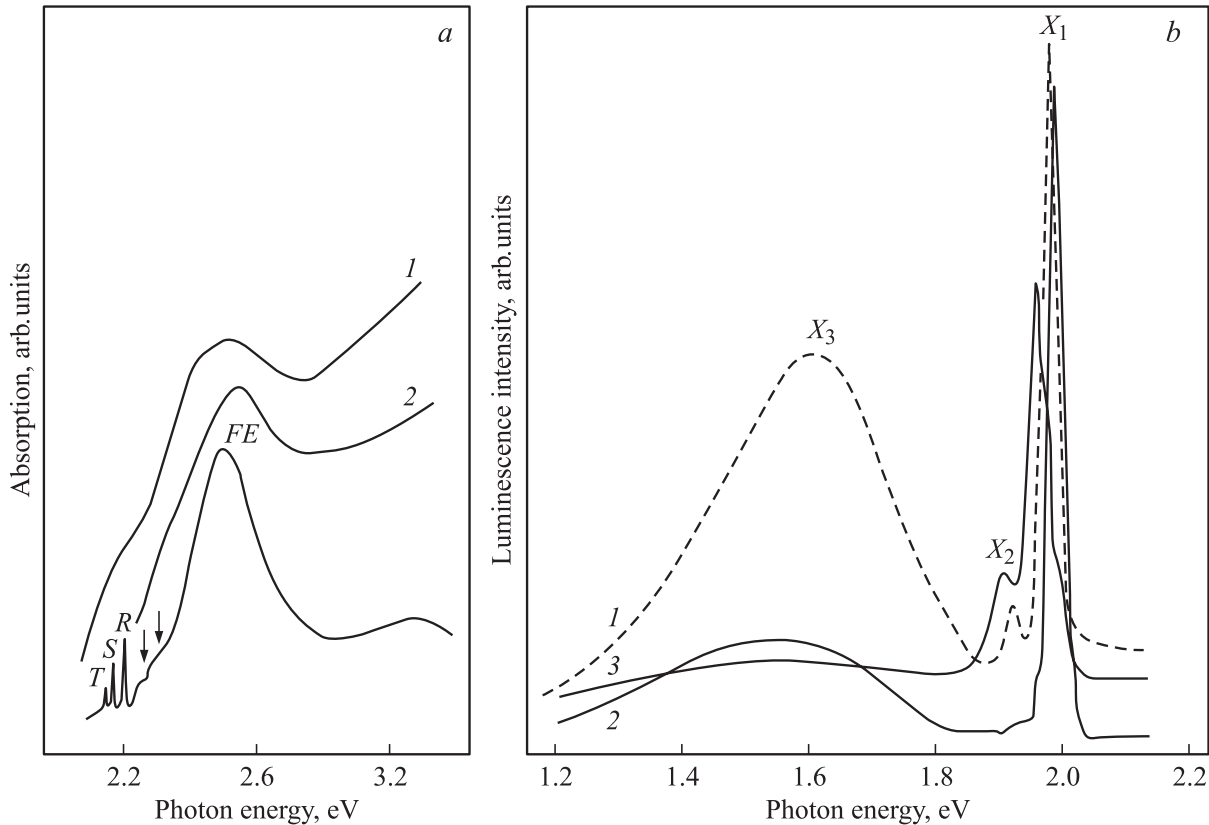 a
Absorption, arb.units
1
2
FE
R
S
T
2.2 2.6 3.2
Photon energy, eV
b
Luminescence intensity, arb.units
X1
X3
X2
1
3
2
1.2 1.4 1.6 1.8 2.0 2.2
Photon energy, eV